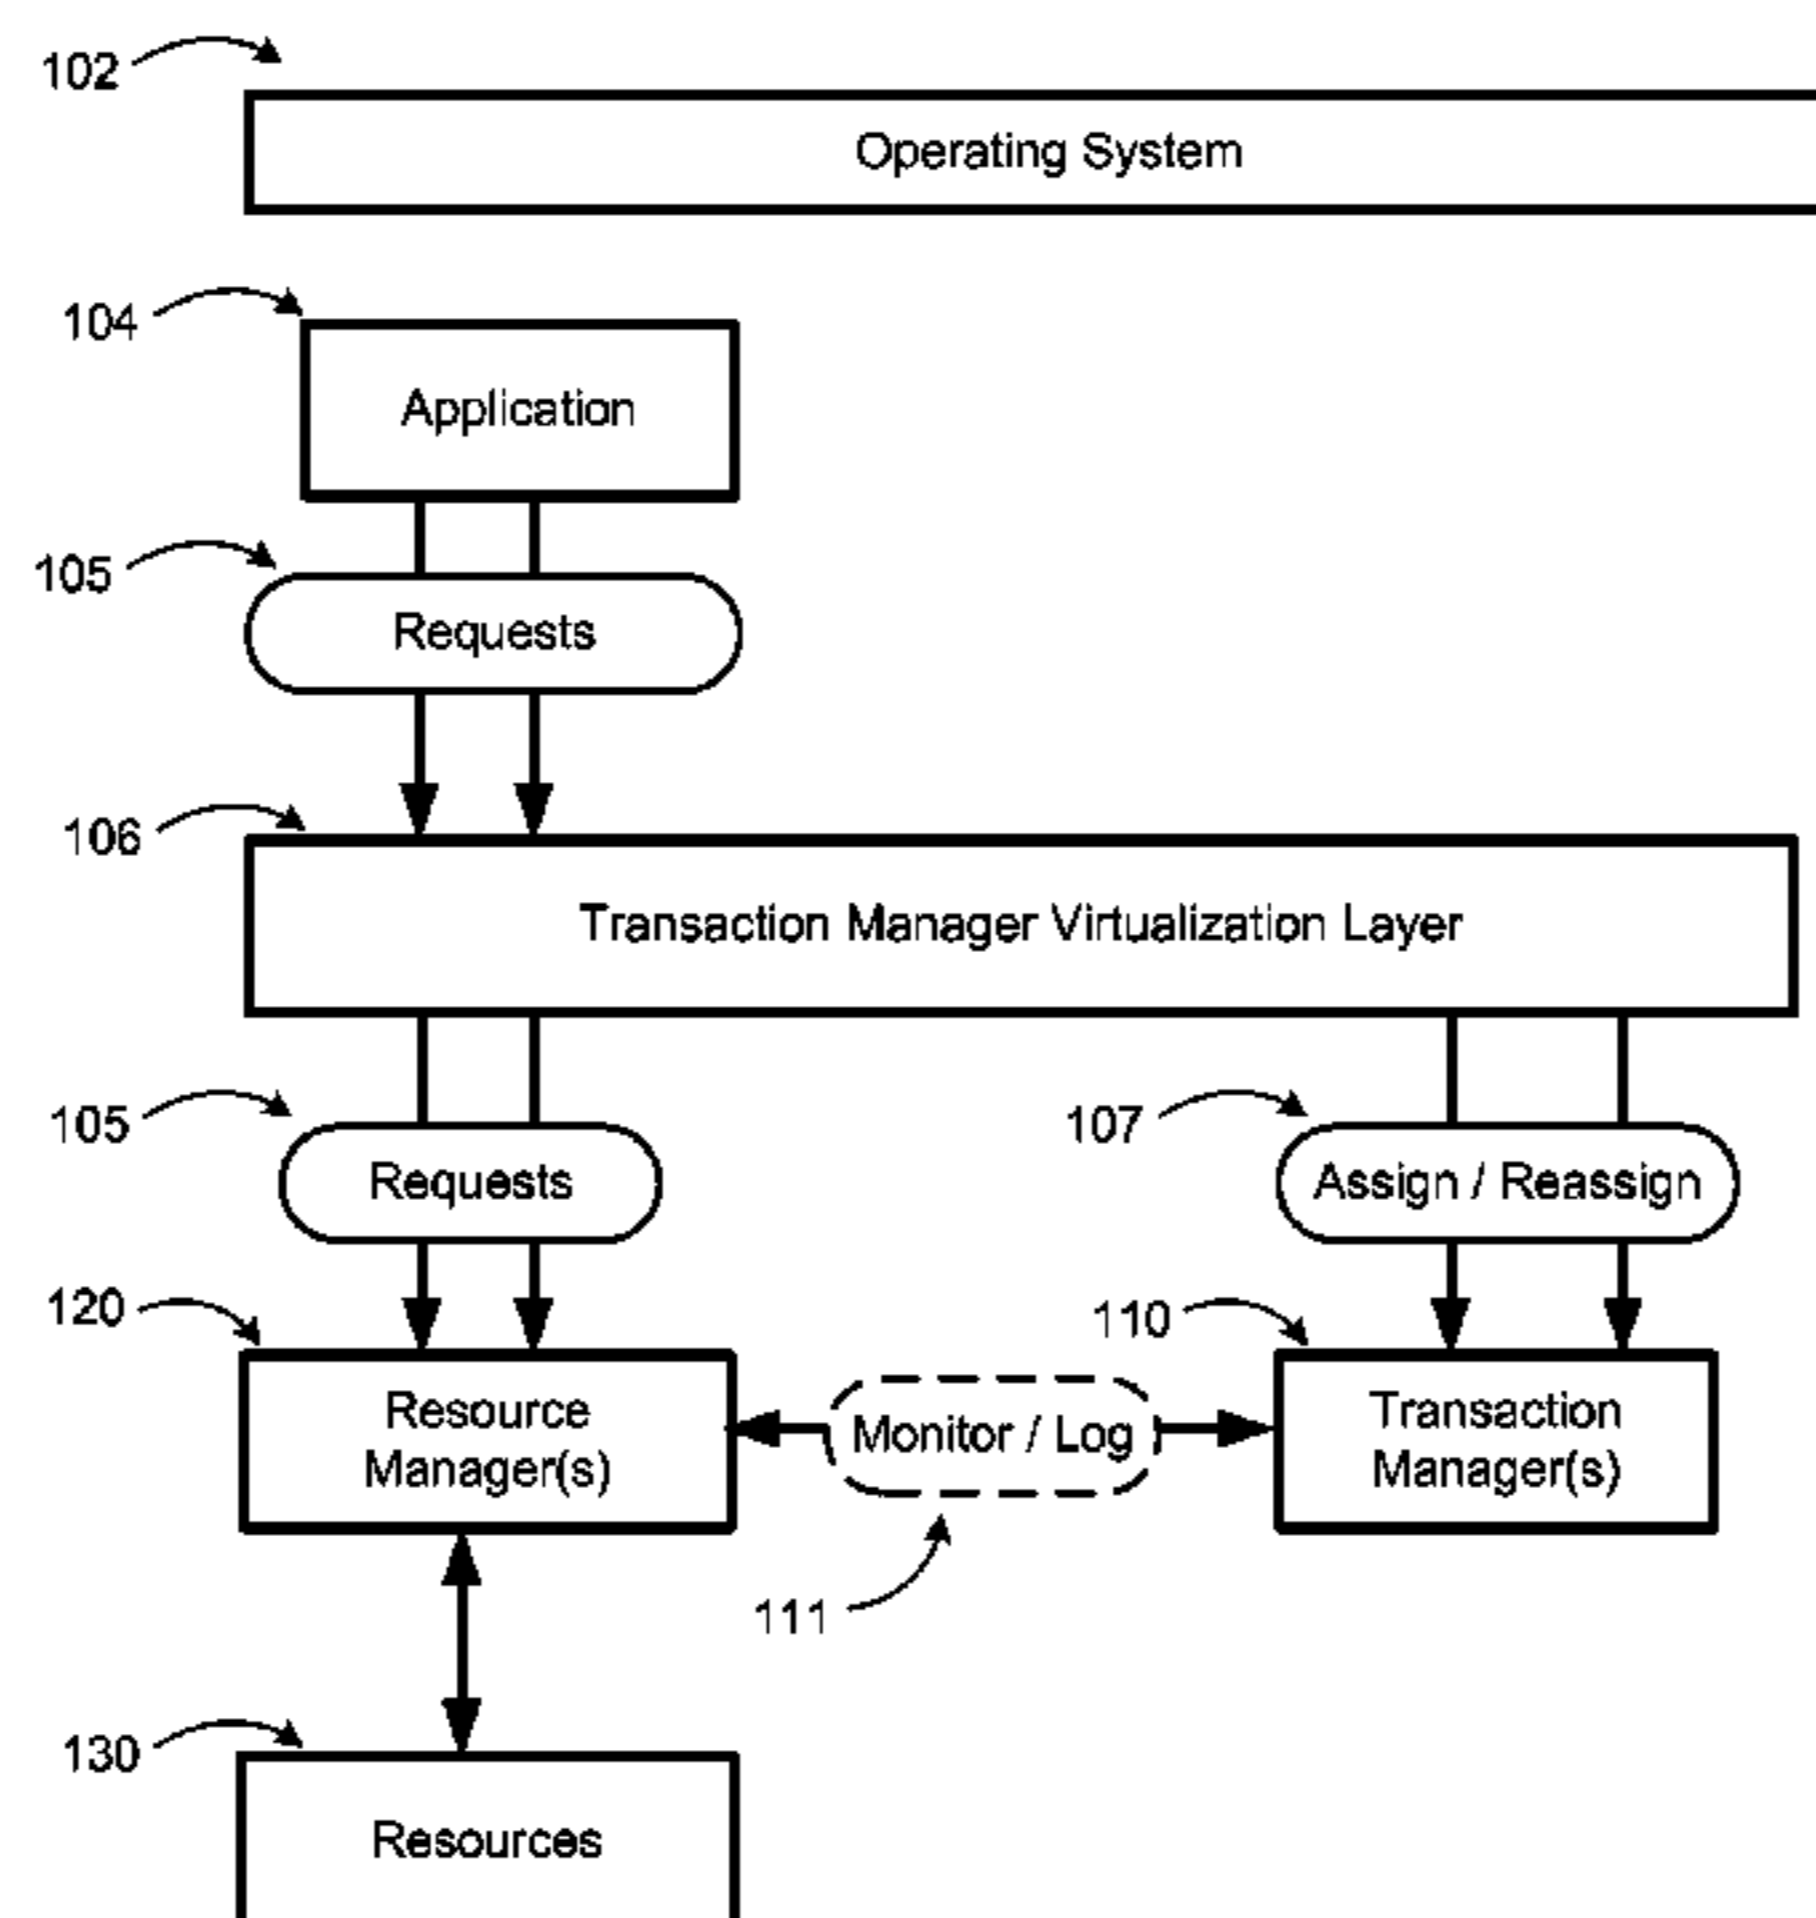 102
Operating System
104
Application
105
Requests
106
Transaction Manager Virtualization Layer
105
Requests
107
Assign / Reassign
120
Resource
Manager(s)
111
Monitor / Log
110
Transaction
Manager(s)
130
Resources